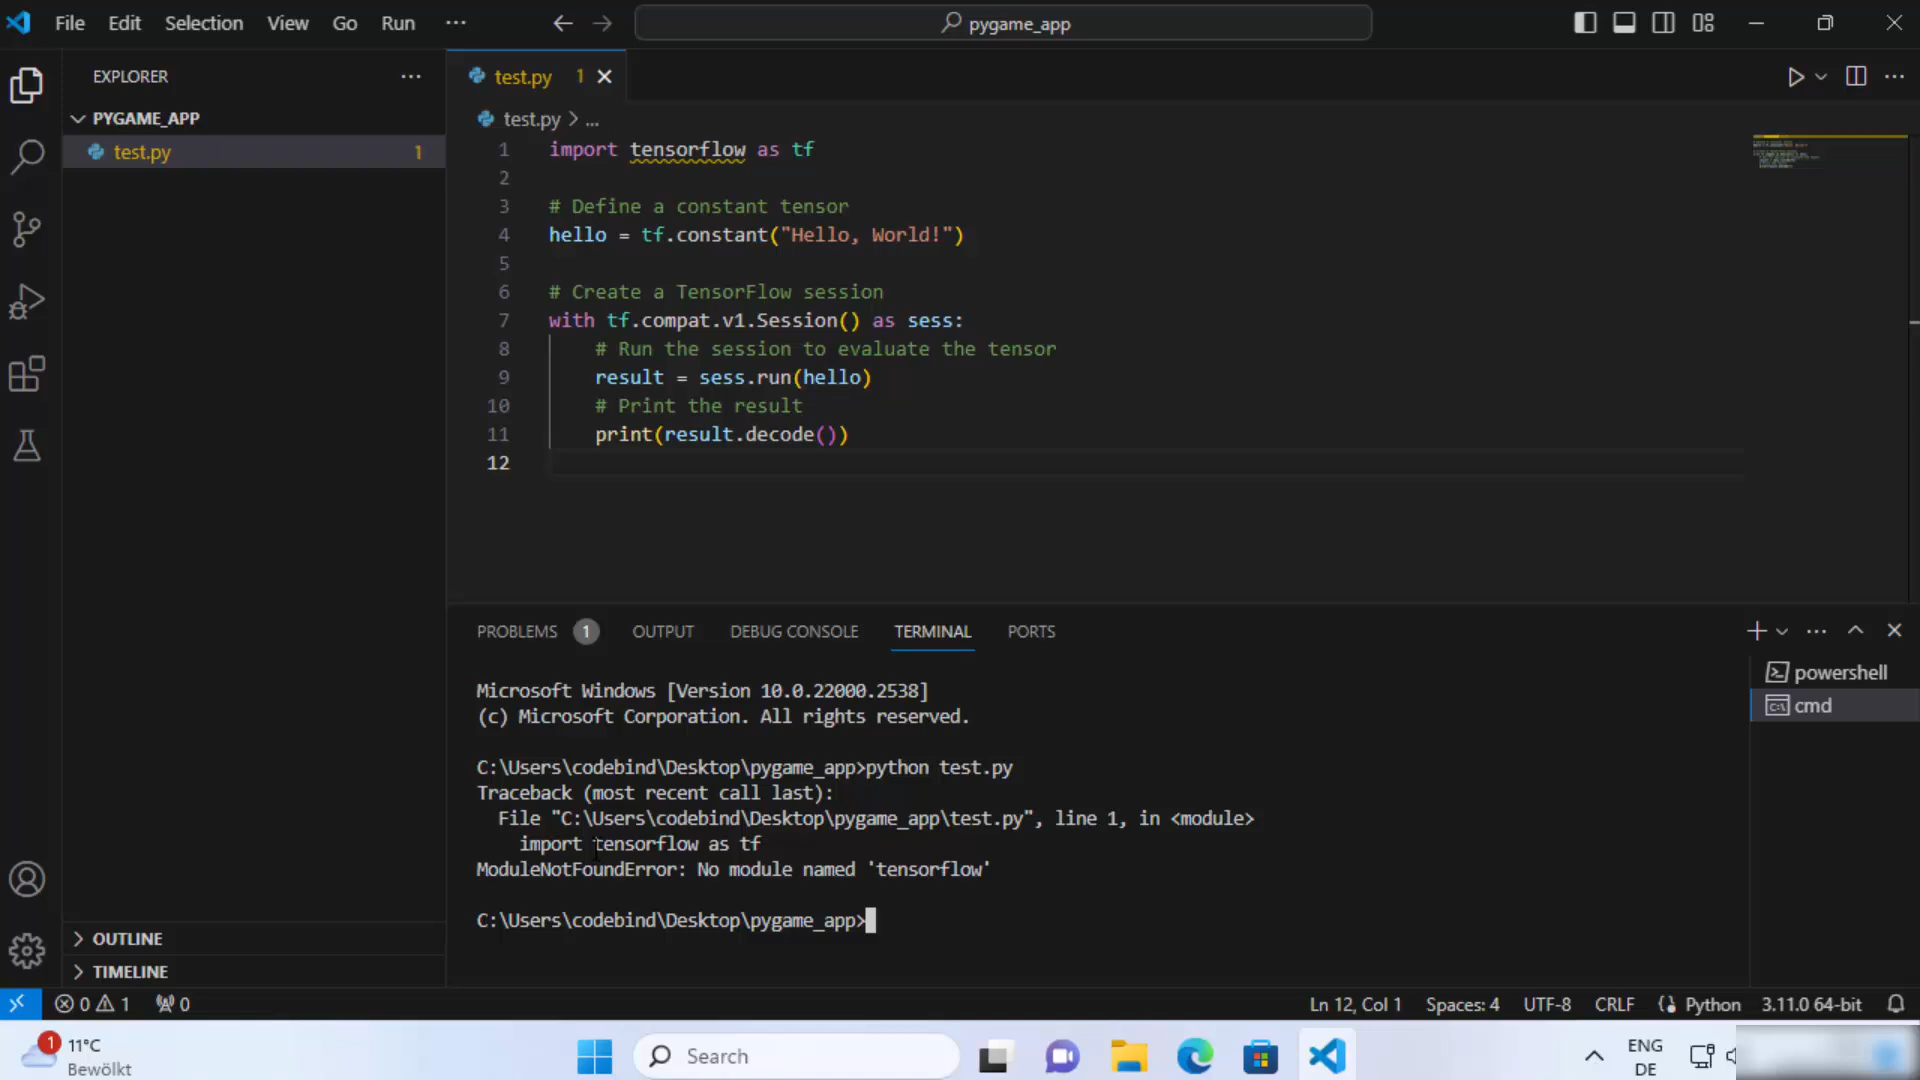 File Edit Selection View Go Run ··· pygame_app
EXPLORER ···
PYGAME_APP
test.py 1
test.py 1
test.py > ...
1 import tensorflow as tf
2
3 # Define a constant tensor
4 hello = tf.constant("Hello, World!")
5
6 # Create a TensorFlow session
7 with tf.compat.v1.Session() as sess:
8 # Run the session to evaluate the tensor
9 result = sess.run(hello)
10 # Print the result
11 print(result.decode())
12
PROBLEMS 1 OUTPUT DEBUG CONSOLE TERMINAL PORTS
Microsoft Windows [Version 10.0.22000.2538]
(c) Microsoft Corporation. All rights reserved.
C:\Users\codebind\Desktop\pygame_app>python test.py
Traceback (most recent call last):
File "C:\Users\codebind\Desktop\pygame_app\test.py", line 1, in <module>
import tensorflow as tf
ModuleNotFoundError: No module named 'tensorflow'
C:\Users\codebind\Desktop\pygame_app>
powershell
cmd
OUTLINE
TIMELINE
0 1 0 Ln 12, Col 1 Spaces: 4 UTF-8 CRLF Python 3.11.0 64-bit
1 11°C
Bewölkt
Search
ENG
DE